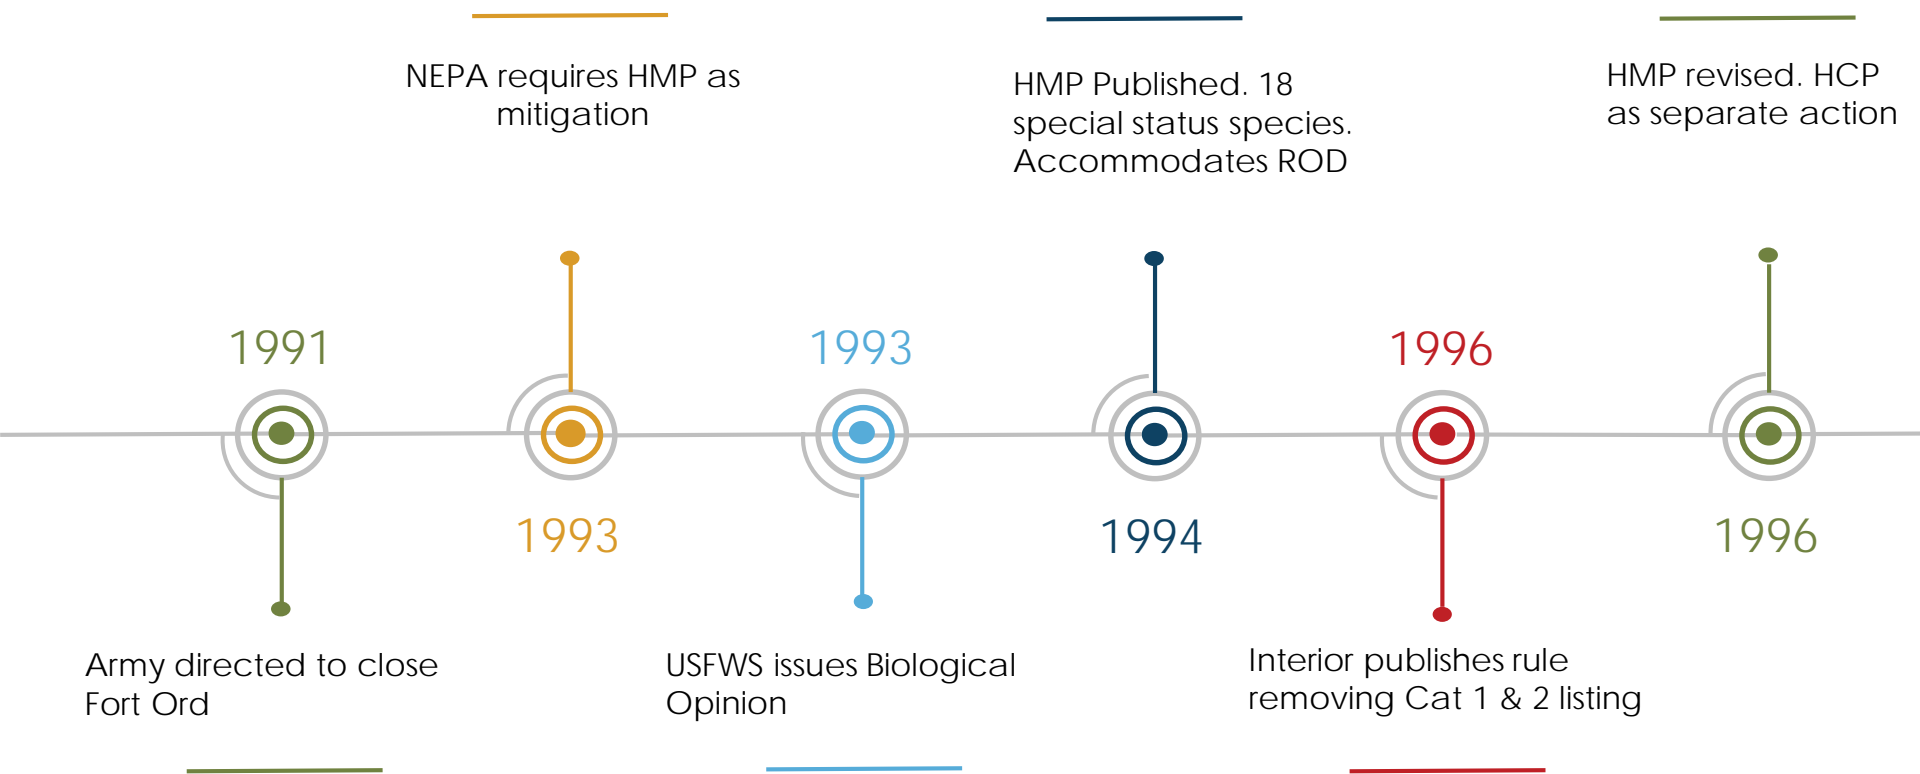 1991
Army directed to close
Fort Ord
NEPA requires HMP as
mitigation
1993
1993
USFWS issues Biological
Opinion
HMP Published. 18
special status species.
Accommodates ROD
1994
1996
Interior publishes rule
removing Cat 1 & 2 listing
HMP revised. HCP
as separate action
1996